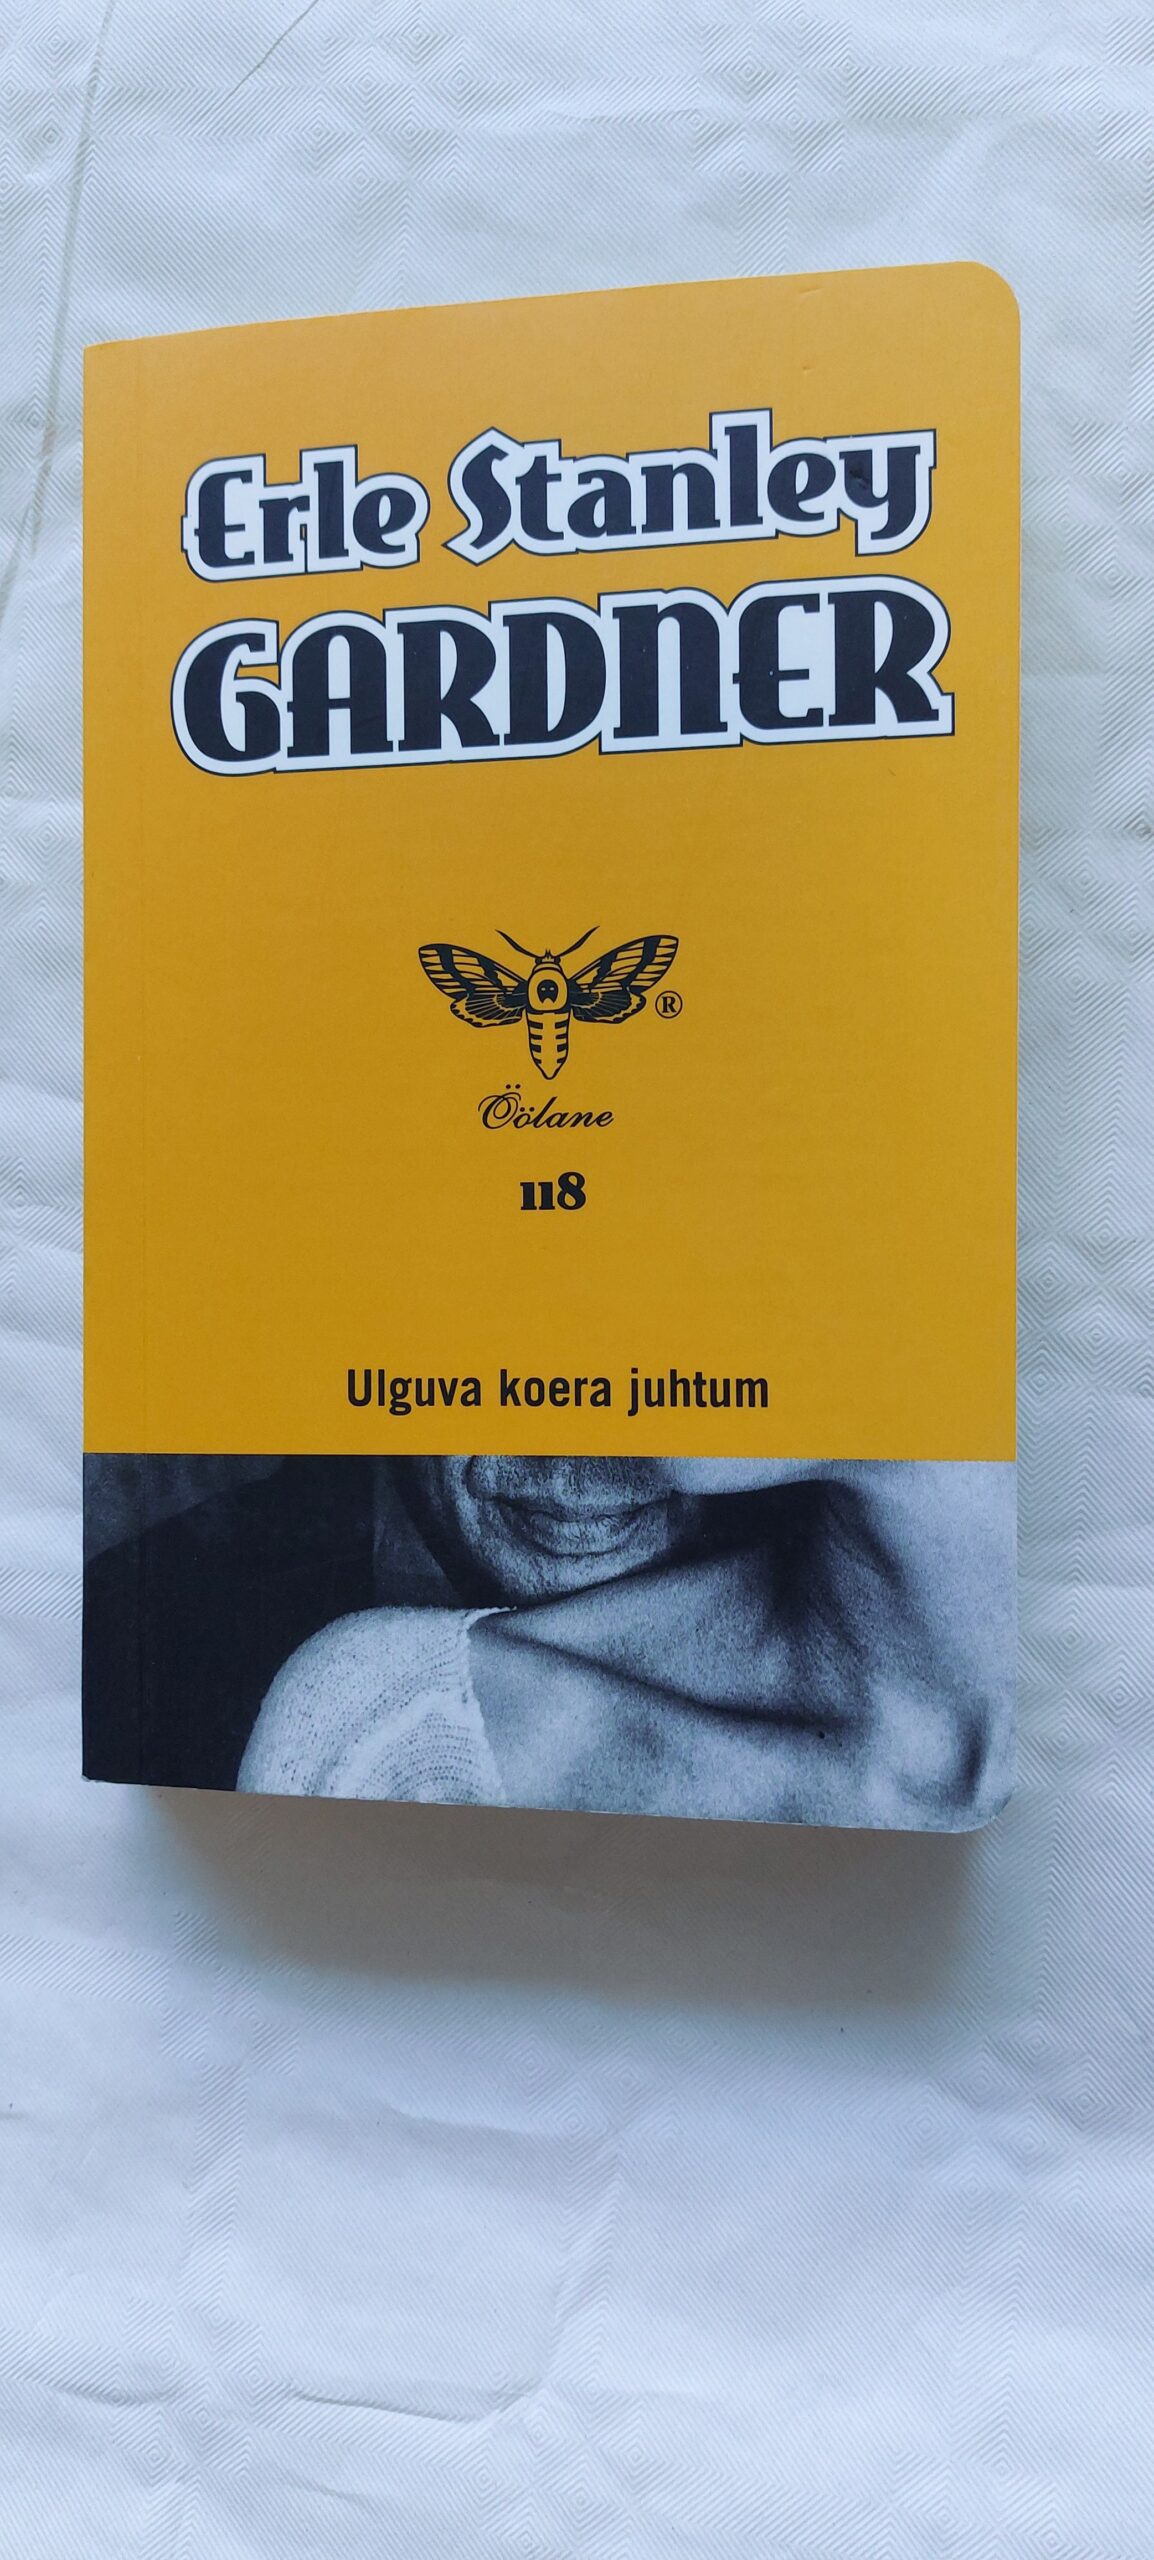 Erle Stanley
GARDNER
®
Öölane
118
Ulguva koera juhtum